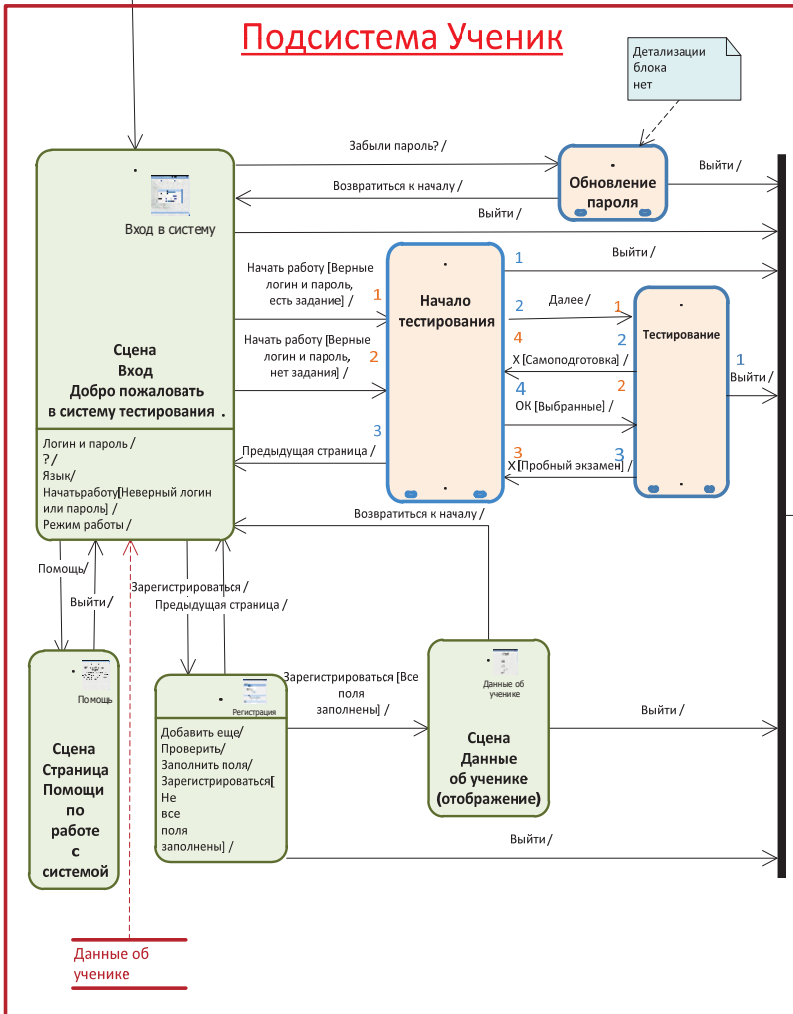 Подсистема Ученик
Детализации
блока
нет
Забыли пароль? /
Возвратиться к началу /
Обновление
пароля
Выйти /
Вход в систему
Выйти /
Начать работу [Верные
логин и пароль,
есть задание] /
1
Начать работу [Верные
логин и пароль,
нет задания] /
2
3
Предыдущая страница /
Сцена
Вход
Добро пожаловать
в систему тестирования .
Логин и пароль /
? /
Язык/
Начатьработу[Неверный логин
или пароль] /
Режим работы /
Начало
тестирования
1
Выйти /
2
Далее /
1
4
2
Х [Самоподготовка] /
4
2
ОК [Выбранные] /
3
3
Х[Пробный экзамен] /
Тестирование
1
Выйти /
Возвратиться к началу /
Помощь/
Выйти /
Зарегистрироваться /
Предыдущая страница /
Помощь
Сцена
Страница
Помощи
по
работе
с
системой
Регистрация
Добавить еще/
Проверить/
Заполнить поля/
Зарегистрироваться[
Не
все
поля
заполнены] /
Зарегистрироваться [Все
поля
заполнены] /
Данные об
ученике
Сцена
Данные
об ученике
(отображение)
Выйти /
Выйти /
Данные об
ученике